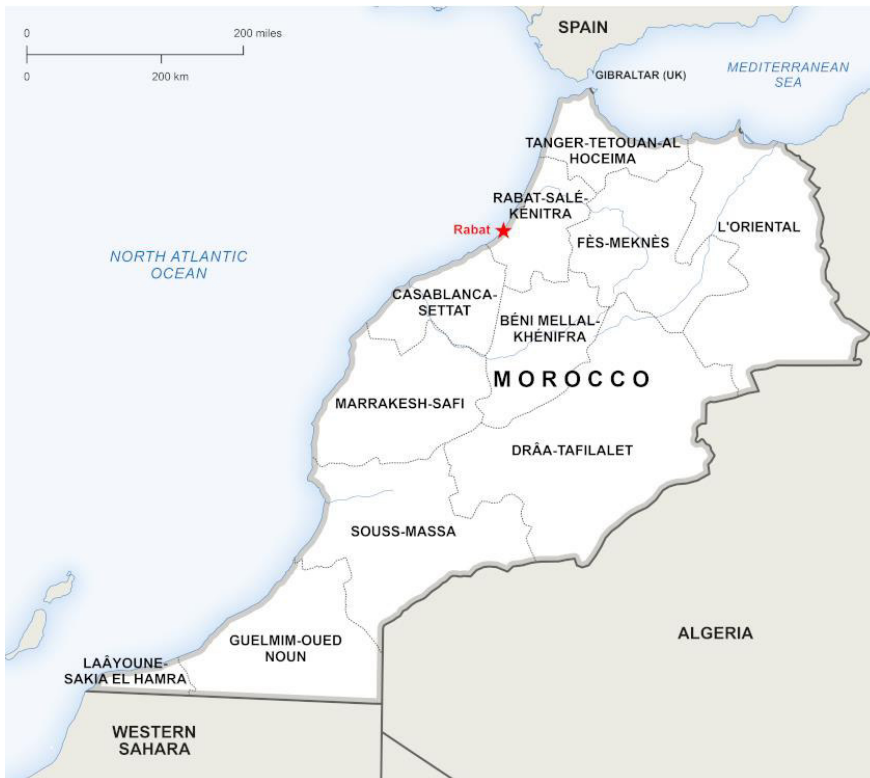 0
200 miles
0
200 km
SPAIN
GIBRALTAR (UK)
MEDITERRANEAN
SEA
TANGER-TETOUAN-AL
HOCEIMA
RABAT-SALÉ-
KÉNITRA
Rabat
L'ORIENTAL
FÈS-MEKNÈS
NORTH ATLANTIC
OCEAN
CASABLANCA-
SETTAT
BÉNI MELLAL-
KHÉNIFRA
MOROCCO
MARRAKESH-SAFI
DRÂA-TAFILALET
SOUSS-MASSA
GUELMIM-OUED
NOUN
ALGERIA
LAÂYOUNE-
SAKIA EL HAMRA
WESTERN
SAHARA